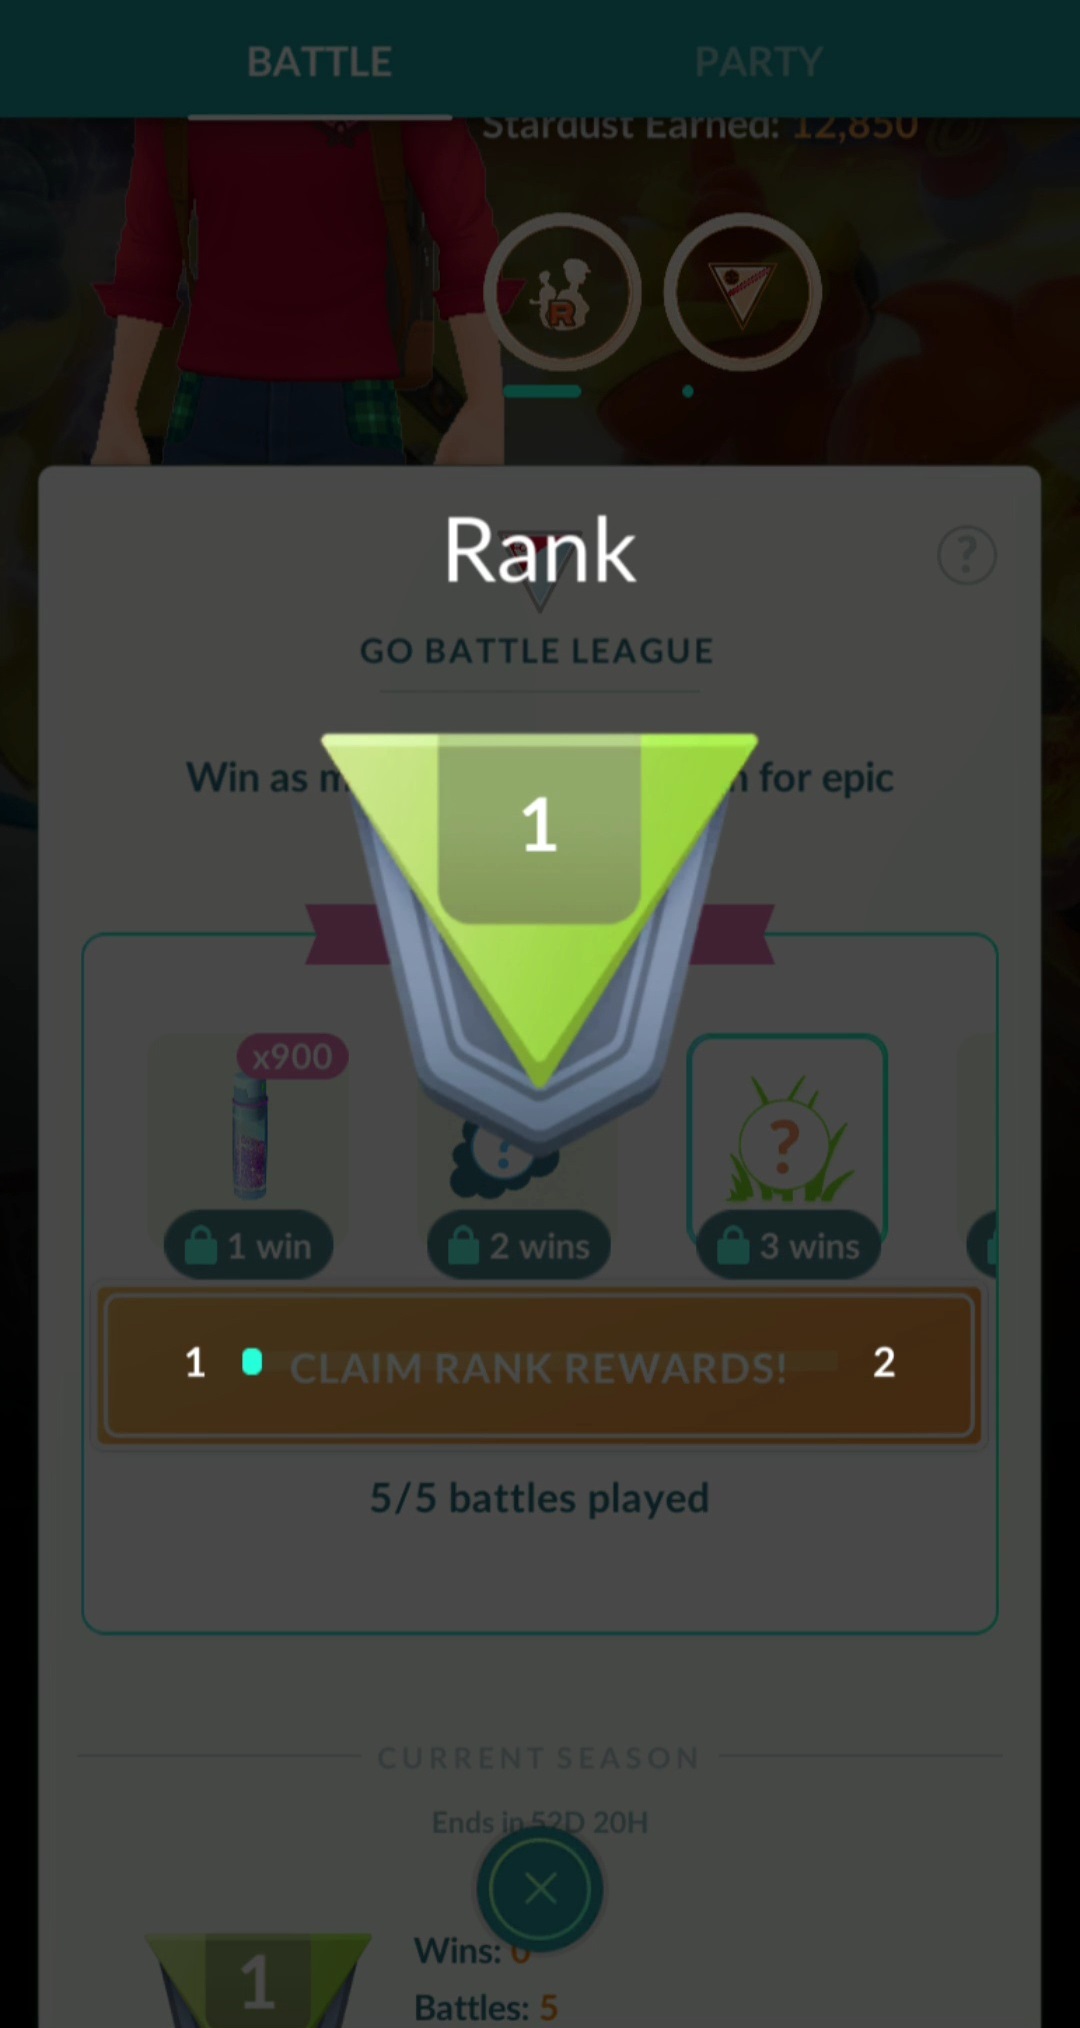 BATTLE
PARTY
Stardust Earned: 12,850
R
Rank
?
GO BATTLE LEAGUE
Win as for epic
1
x900
?
?
1 win
2 wins
3 wins
1
CLAIM RANK REWARDS!
2
5/5 battles played
CURRENT SEASON
Ends in 52D 20H
1
Wins: 0
Battles: 5